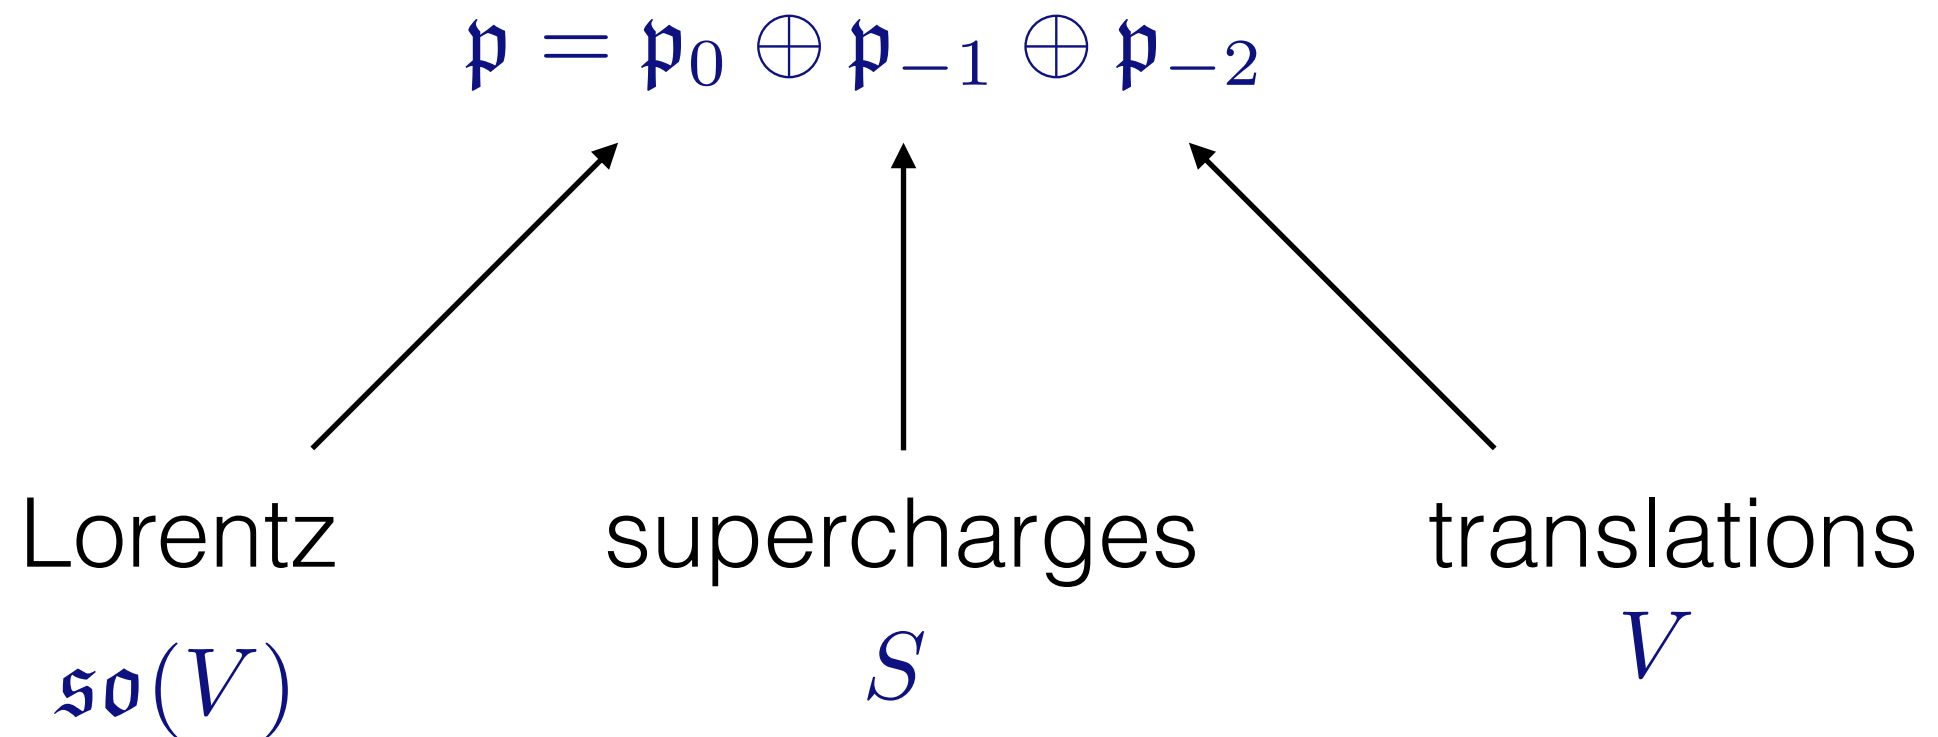 𝔭 = 𝔭₀ ⊕ 𝔭₋₁ ⊕ 𝔭₋₂
Lorentz supercharges translations
𝔰𝔬(V) S V